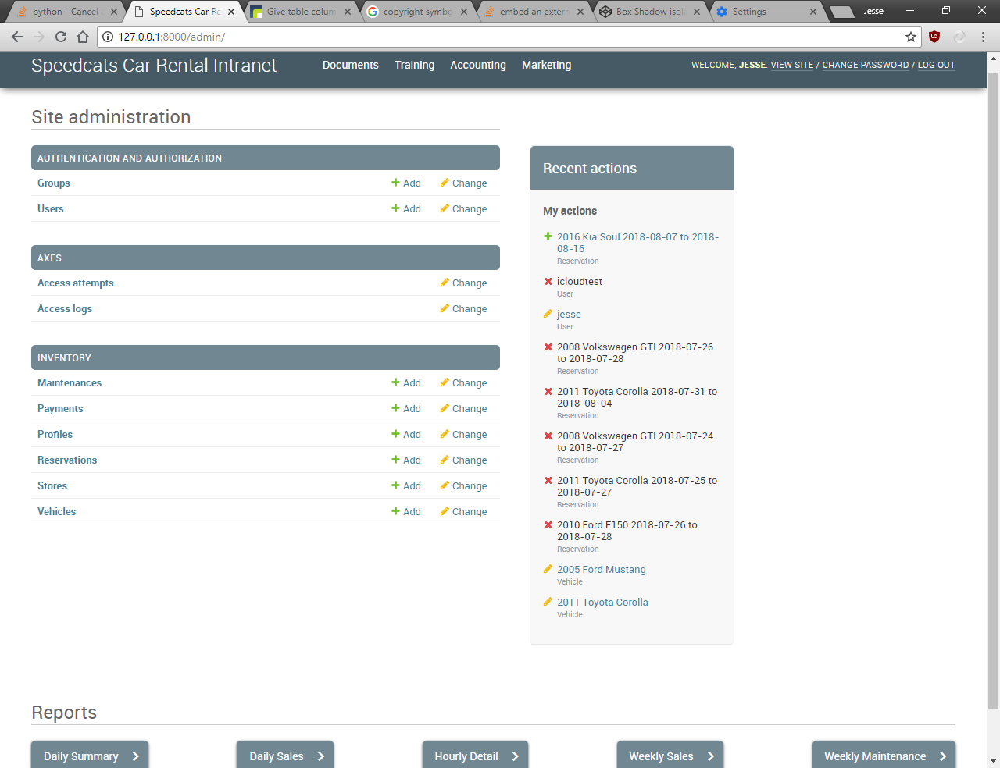 python - Cancel
Speedcats Car Re
Give table colum
copyright symbo
embed an extern
Box Shadow isol
Settings
Jesse
127.0.0.1:8000/admin/
Speedcats Car Rental Intranet
Documents Training Accounting Marketing
WELCOME, JESSE. VIEW SITE / CHANGE PASSWORD / LOG OUT
Site administration
AUTHENTICATION AND AUTHORIZATION
Groups Add Change
Users Add Change
AXES
Access attempts Change
Access logs Change
INVENTORY
Maintenances Add Change
Payments Add Change
Profiles Add Change
Reservations Add Change
Stores Add Change
Vehicles Add Change
Recent actions
My actions
2016 Kia Soul 2018-08-07 to 2018-
08-16
Reservation
icloudtest
User
jesse
User
2008 Volkswagen GTI 2018-07-26
to 2018-07-28
Reservation
2011 Toyota Corolla 2018-07-31 to
2018-08-04
Reservation
2008 Volkswagen GTI 2018-07-24
to 2018-07-27
Reservation
2011 Toyota Corolla 2018-07-25 to
2018-07-27
Reservation
2010 Ford F150 2018-07-26 to
2018-07-28
Reservation
2005 Ford Mustang
Vehicle
2011 Toyota Corolla
Vehicle
Reports
Daily Summary
Daily Sales
Hourly Detail
Weekly Sales
Weekly Maintenance